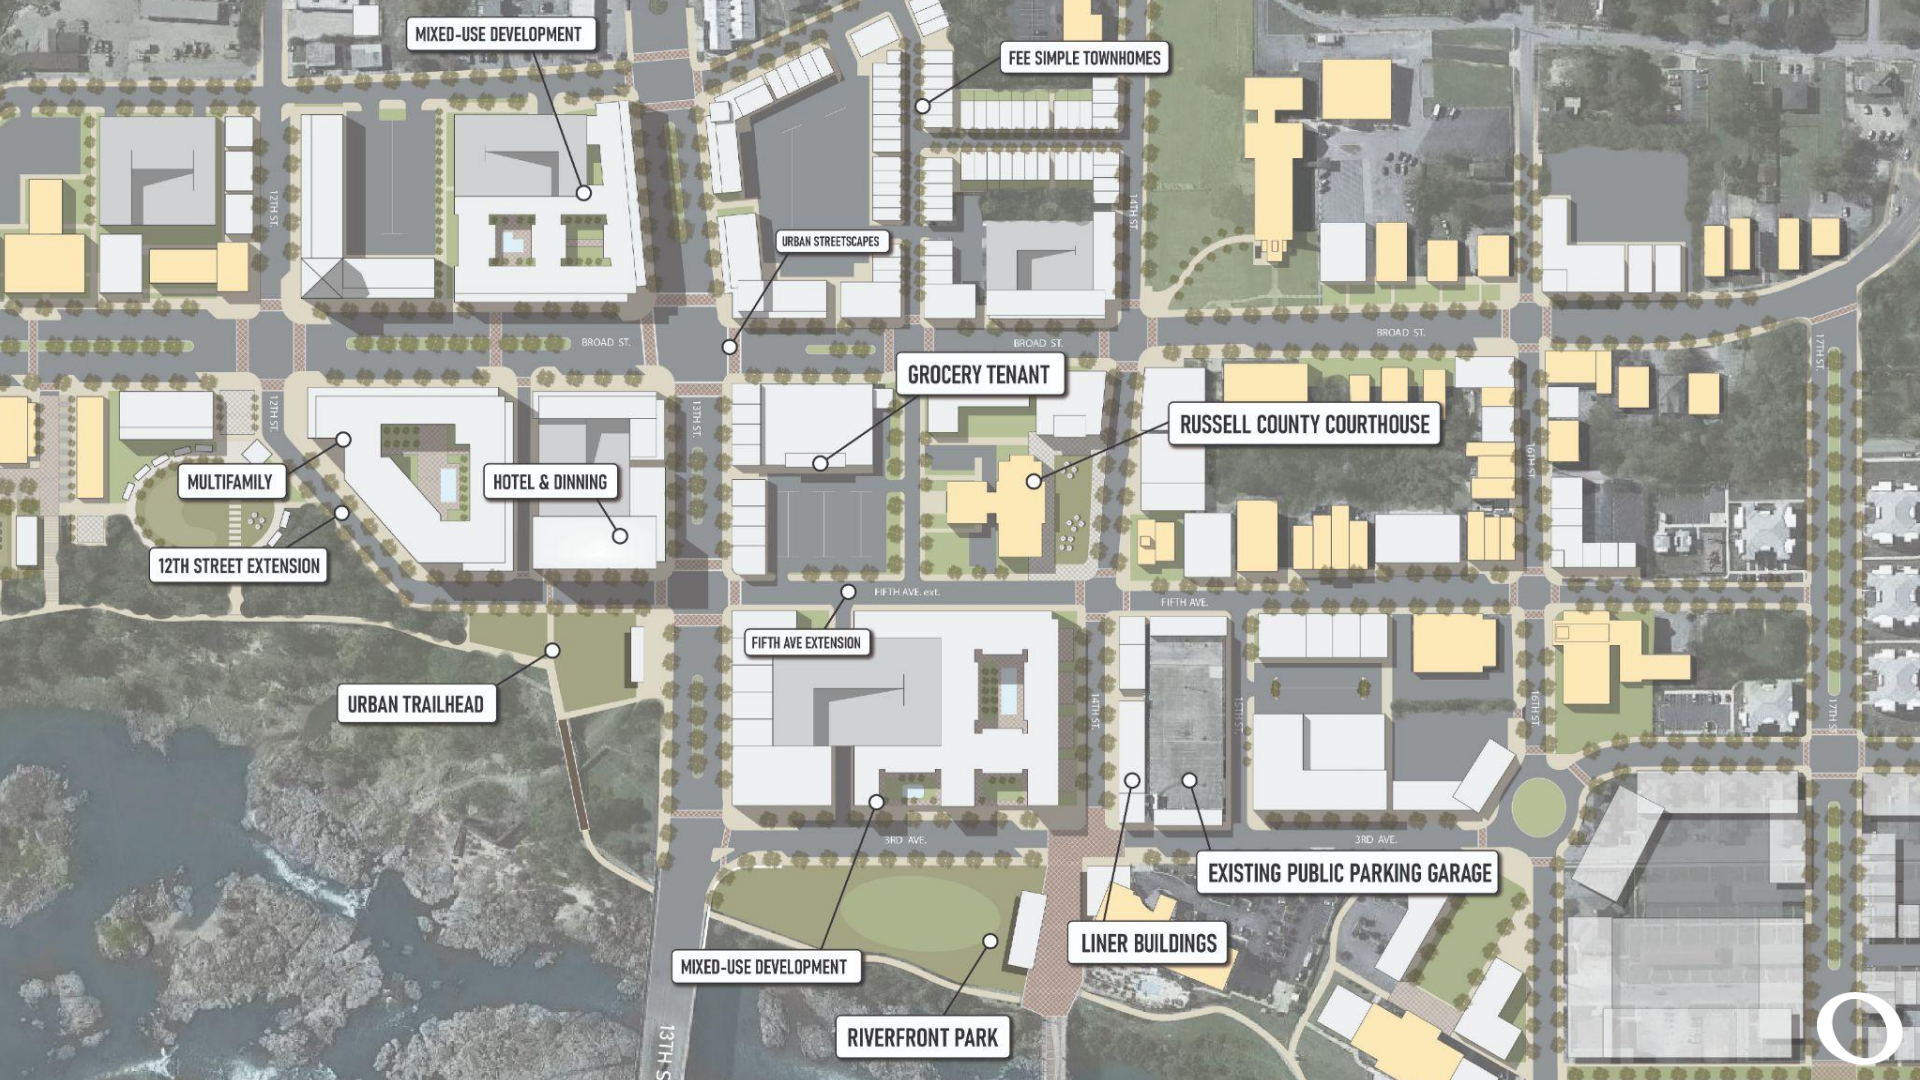 MIXED-USE DEVELOPMENT
FEE SIMPLE TOWNHOMES
12TH ST.
14TH ST.
URBAN STREETSCAPES
BROAD ST.
BROAD ST.
BROAD ST.
17TH ST.
GROCERY TENANT
12TH ST.
13TH ST.
RUSSELL COUNTY COURTHOUSE
16TH ST.
MULTIFAMILY
HOTEL & DINNING
12TH STREET EXTENSION
FIFTH AVE. ext.
FIFTH AVE.
FIFTH AVE EXTENSION
URBAN TRAILHEAD
14TH ST.
15TH ST.
16TH ST.
17TH S
3RD AVE.
3RD AVE.
EXISTING PUBLIC PARKING GARAGE
LINER BUILDINGS
MIXED-USE DEVELOPMENT
RIVERFRONT PARK
13TH S